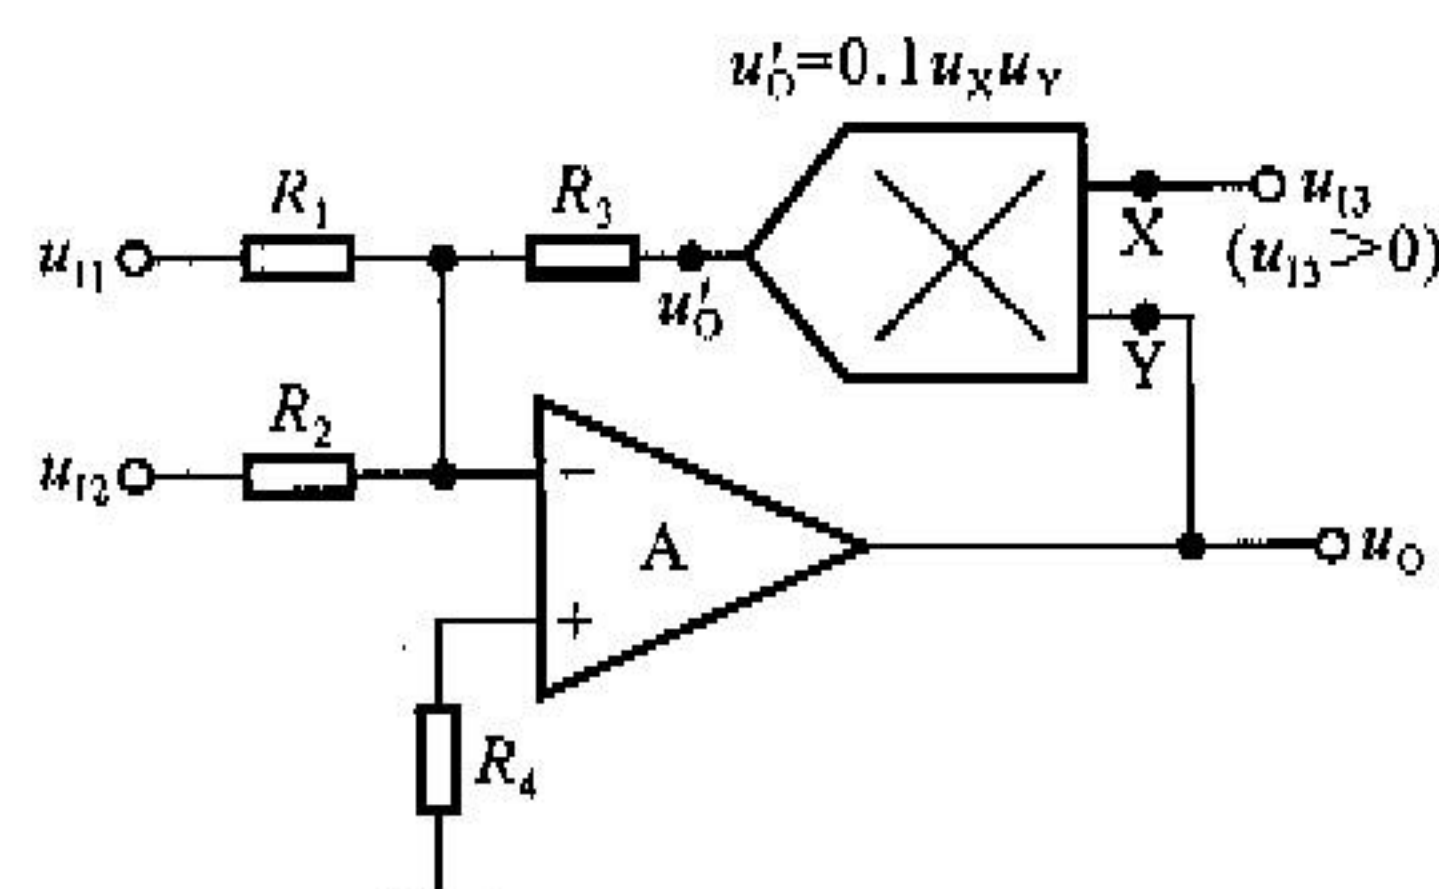 u′O=0.1uXuY
R1
R3
uI1
u′O
X
uI3
(uI3>0)
Y
R2
uI2
−
A
+
uO
R4